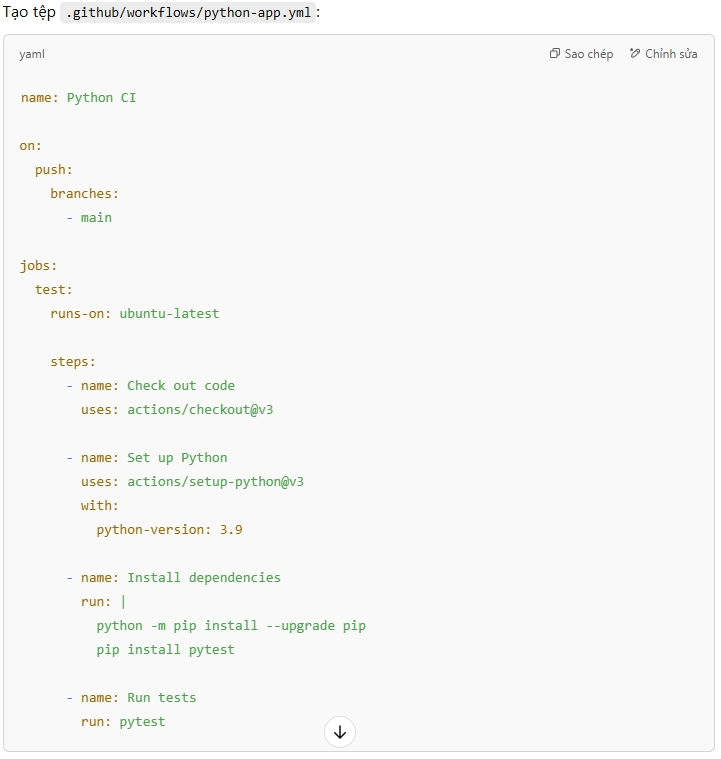 Tạo tệp .github/workflows/python-app.yml:
yaml
Sao chép
Chỉnh sửa
name: Python CI
on:
  push:
    branches:
      - main
jobs:
  test:
    runs-on: ubuntu-latest
    steps:
      - name: Check out code
        uses: actions/checkout@v3
      - name: Set up Python
        uses: actions/setup-python@v3
        with:
          python-version: 3.9
      - name: Install dependencies
        run: |
          python -m pip install --upgrade pip
          pip install pytest
      - name: Run tests
        run: pytest